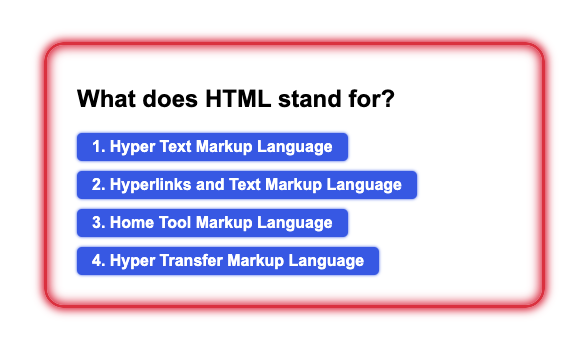 What does HTML stand for?
1. Hyper Text Markup Language
2. Hyperlinks and Text Markup Language
3. Home Tool Markup Language
4. Hyper Transfer Markup Language